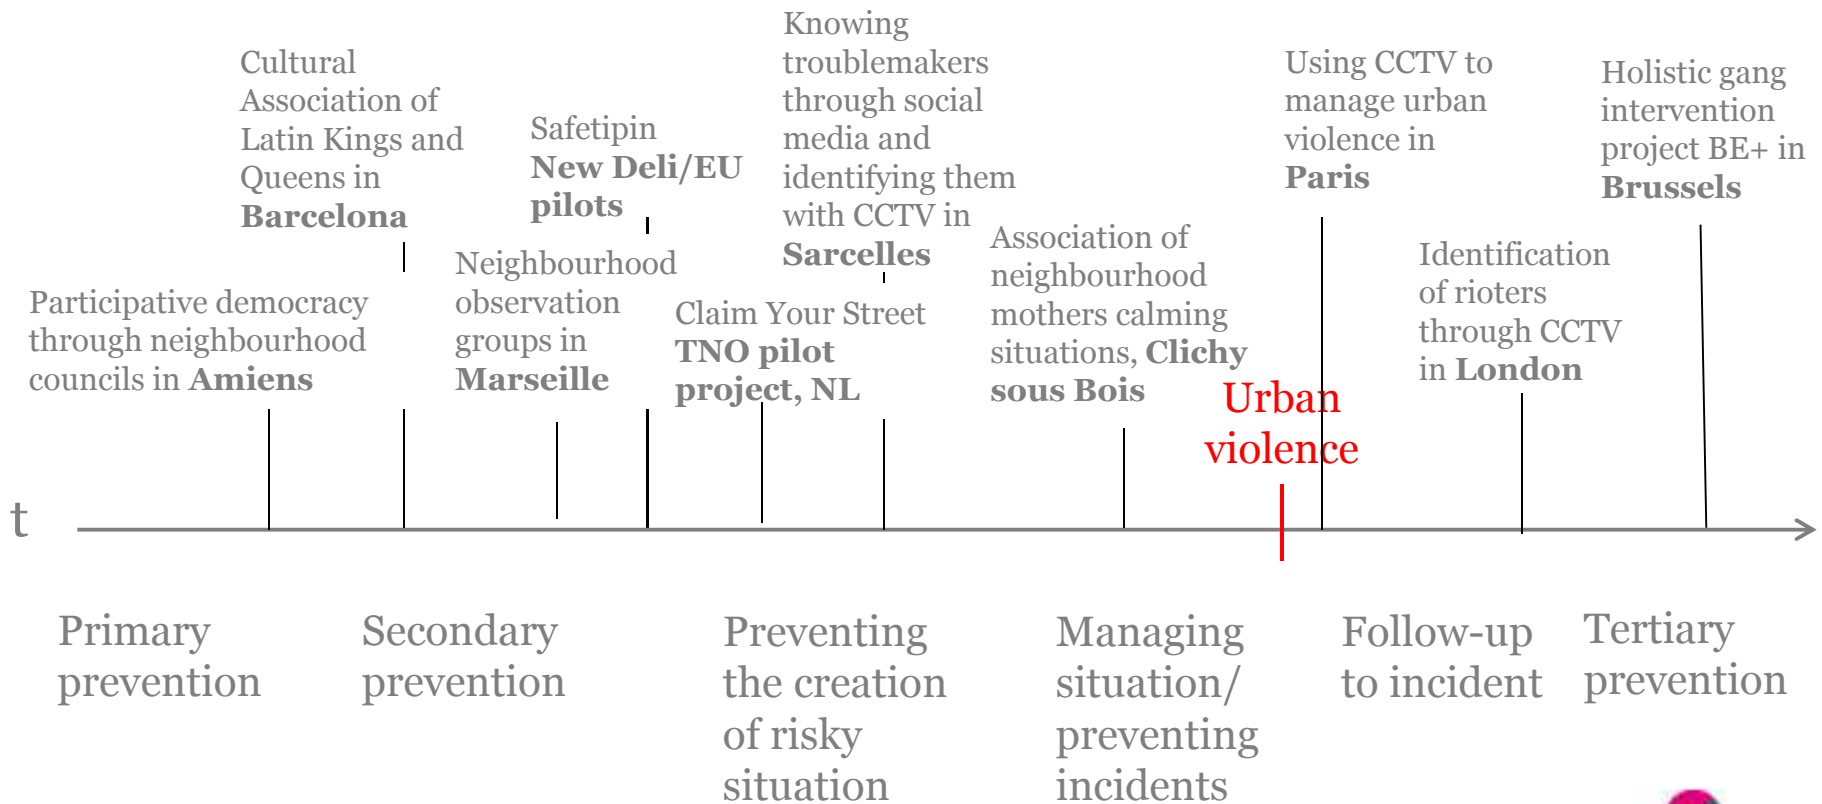 Cultural
Association of
Latin Kings and
Queens in
Barcelona
Safetipin
New Deli/EU
pilots
Knowing
troublemakers
through social
media and
identifying them
with CCTV in
Sarcelles
Using CCTV to
manage urban
violence in
Paris
Holistic gang
intervention
project BE+ in
Brussels
Participative democracy
through neighbourhood
councils in Amiens
Neighbourhood
observation
groups in
Marseille
Claim Your Street
TNO pilot
project, NL
Association of
neighbourhood
mothers calming
situations, Clichy
sous Bois
Identification
of rioters
through CCTV
in London
Urban
violence
t
Primary
prevention
Secondary
prevention
Preventing
the creation
of risky
situation
Managing
situation/
preventing
incidents
Follow-up
to incident
Tertiary
prevention